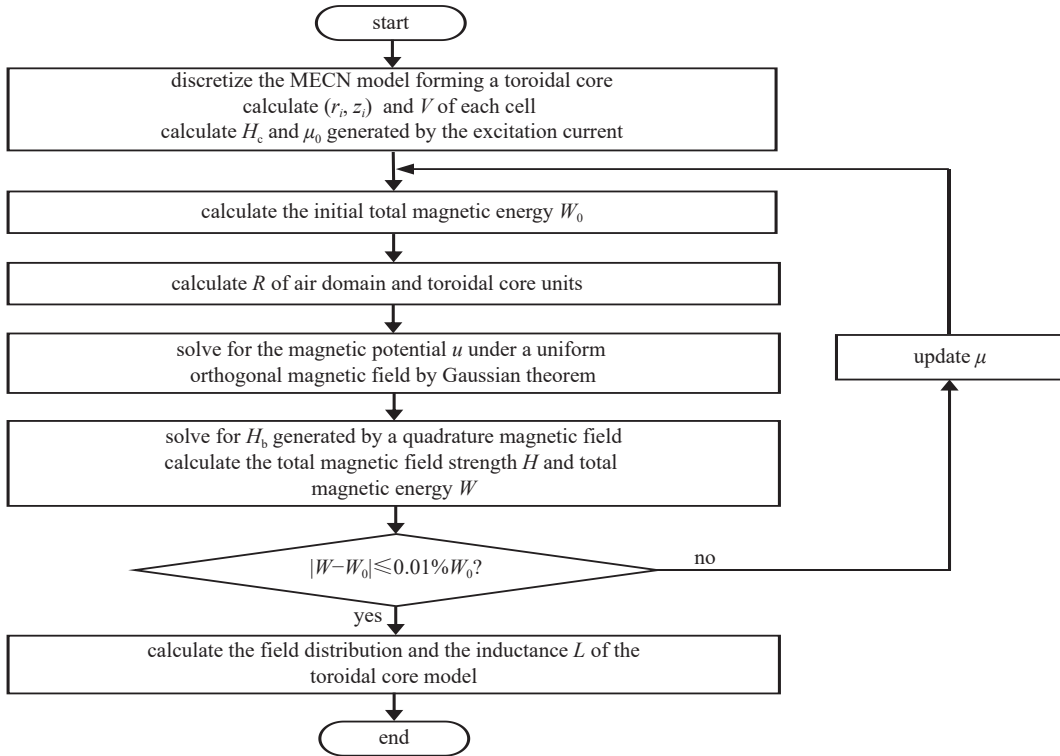 start
discretize the MECN model forming a toroidal core
calculate (rᵢ, zᵢ) and V of each cell
calculate H_c and μ₀ generated by the excitation current
calculate the initial total magnetic energy W₀
calculate R of air domain and toroidal core units
solve for the magnetic potential u under a uniform
orthogonal magnetic field by Gaussian theorem
update μ
solve for H_b generated by a quadrature magnetic field
calculate the total magnetic field strength H and total
magnetic energy W
|W−W₀|⩽0.01%W₀?
no
yes
calculate the field distribution and the inductance L of the
toroidal core model
end